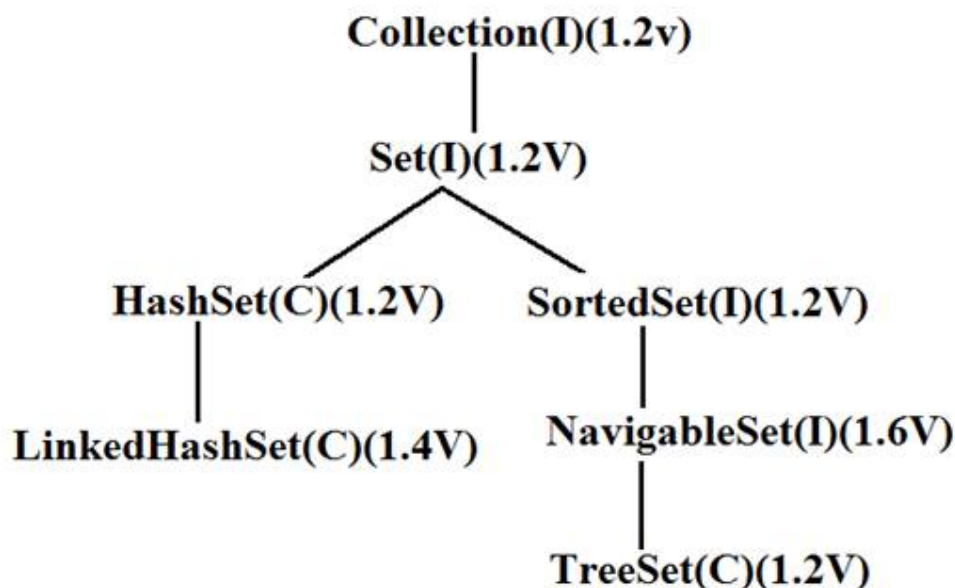 Collection(I)(1.2v)
Set(I)(1.2V)
HashSet(C)(1.2V)
SortedSet(I)(1.2V)
LinkedHashSet(C)(1.4V)
NavigableSet(I)(1.6V)
TreeSet(C)(1.2V)